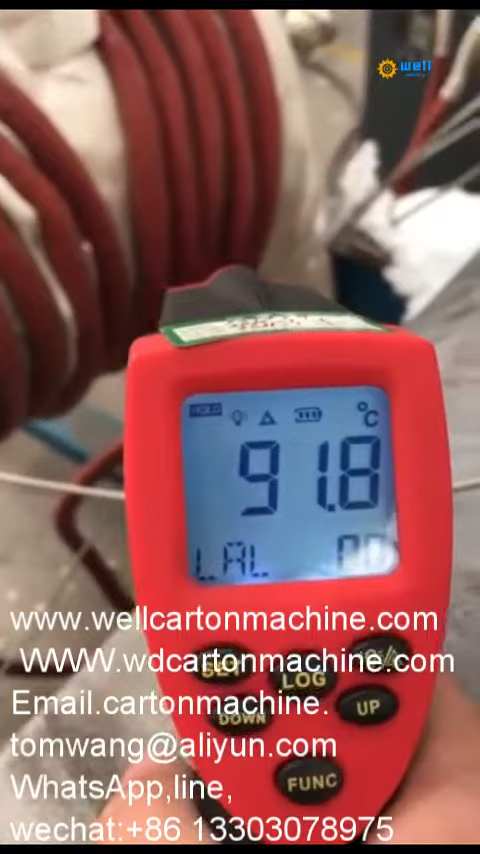 well
HOLD
°C
91.8
LAL
www.wellcartonmachine.com
WWW.wdcartonmachine.com
SET
LOG
Email.cartonmachine.
DOWN
UP
tomwang@aliyun.com
WhatsApp,line,
FUNC
wechat:+86 13303078975